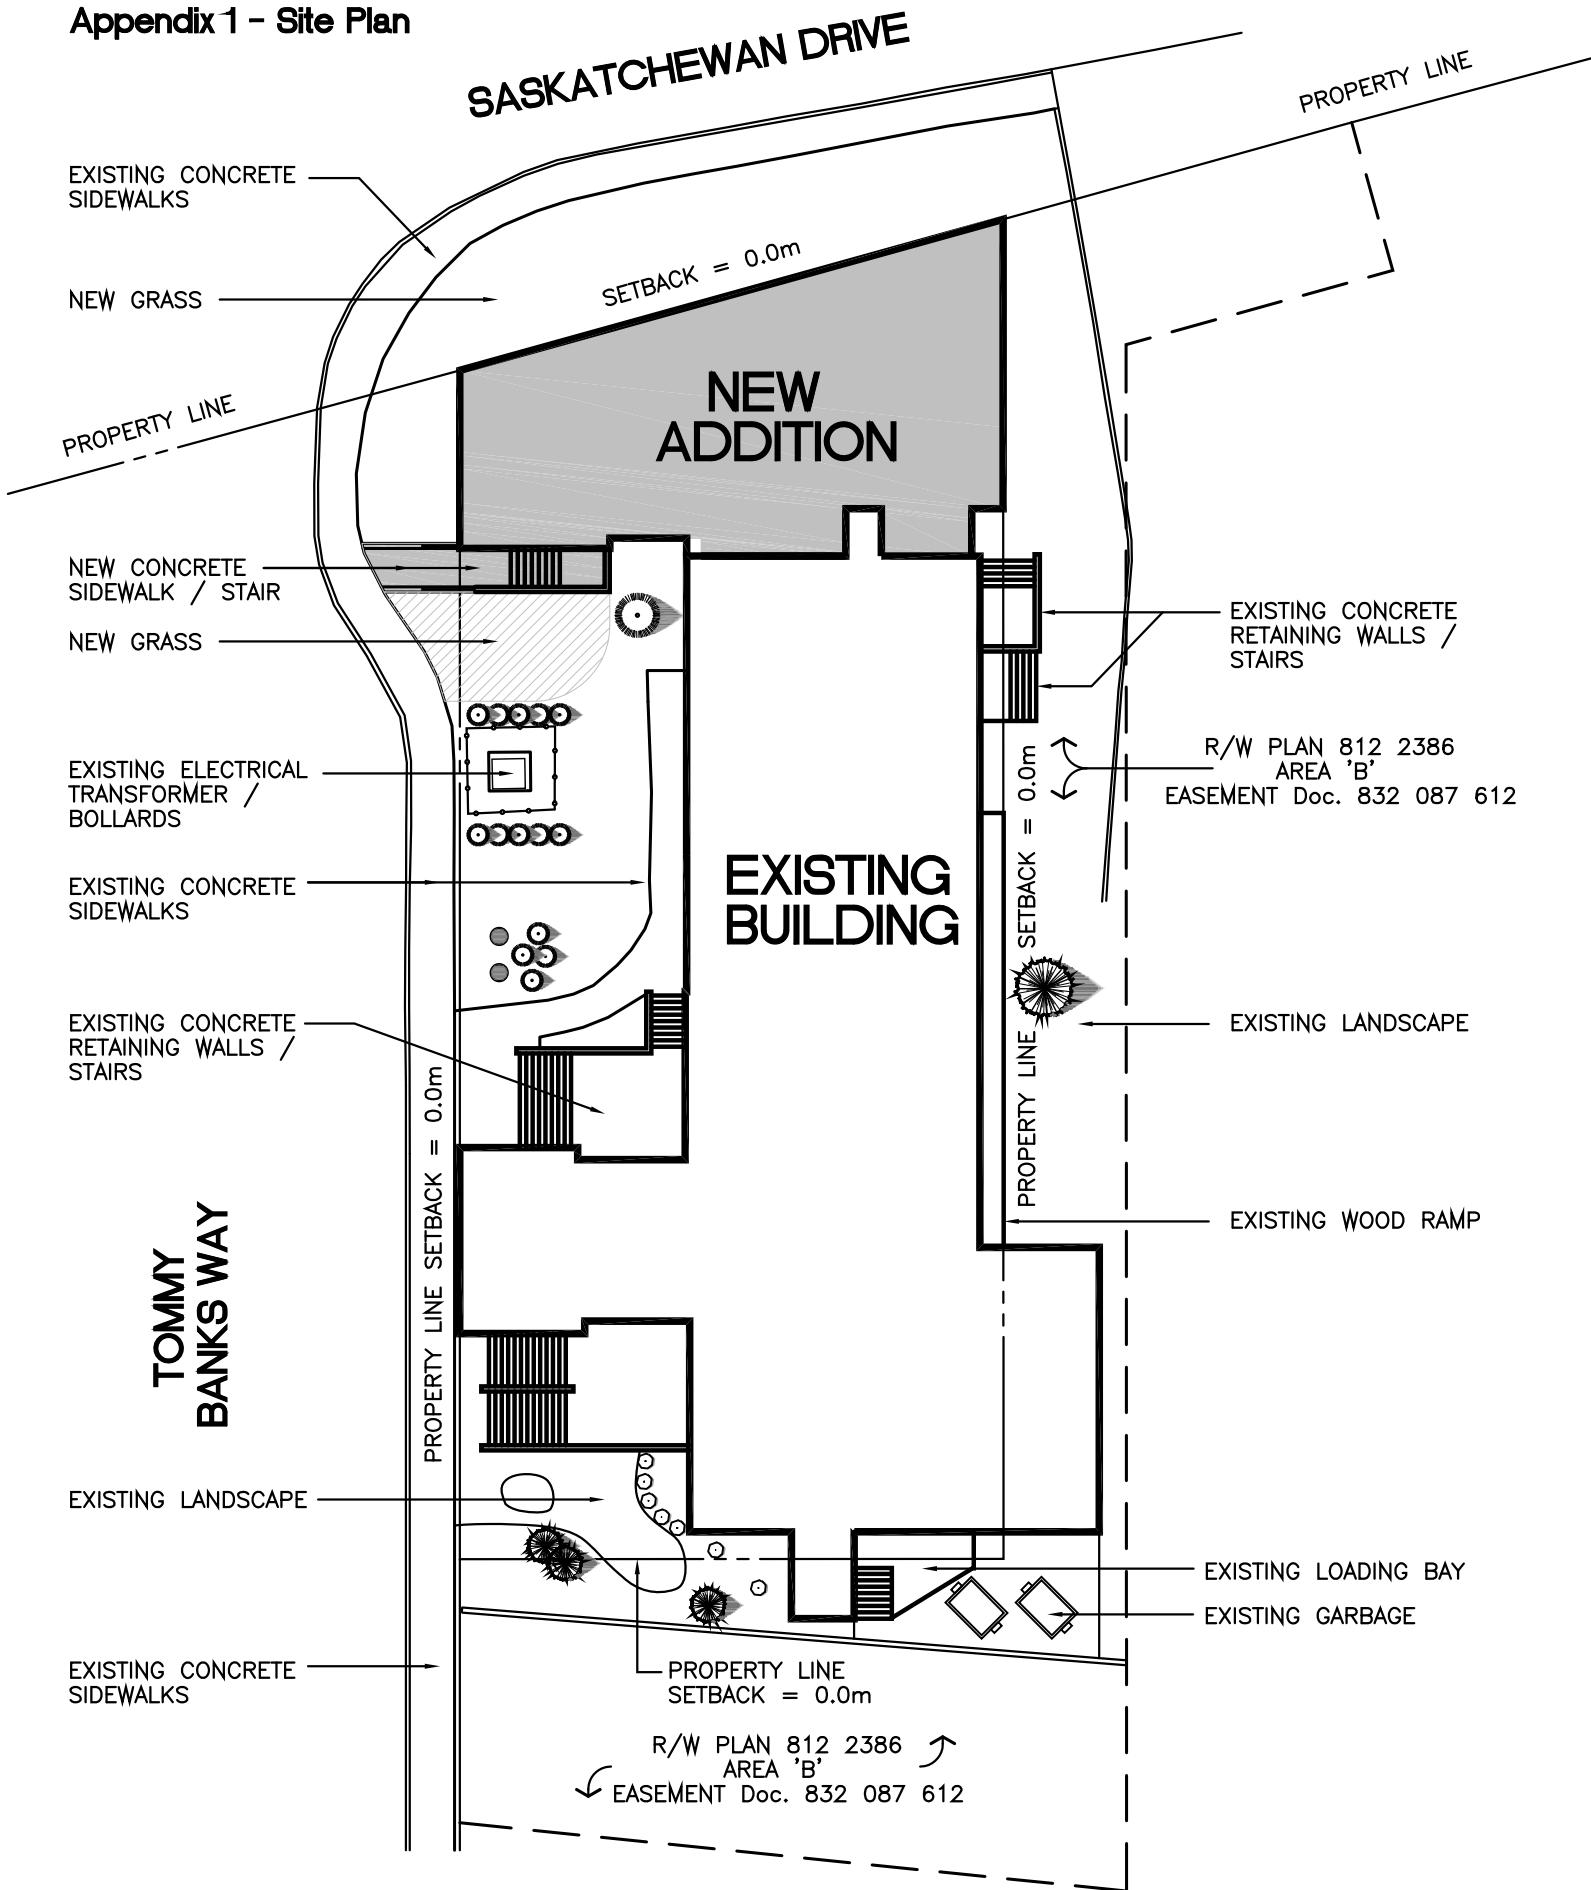 Appendix 1 - Site Plan
SASKATCHEWAN DRIVE
PROPERTY LINE
EXISTING CONCRETE
SIDEWALKS
SETBACK = 0.0m
NEW GRASS
NEW
ADDITION
PROPERTY LINE
NEW CONCRETE
SIDEWALK / STAIR
NEW GRASS
EXISTING CONCRETE
RETAINING WALLS /
STAIRS
R/W PLAN 812 2386
AREA 'B'
EASEMENT Doc. 832 087 612
EXISTING ELECTRICAL
TRANSFORMER /
BOLLARDS
EXISTING CONCRETE
SIDEWALKS
EXISTING
BUILDING
PROPERTY LINE SETBACK = 0.0m
EXISTING CONCRETE
RETAINING WALLS /
STAIRS
EXISTING LANDSCAPE
PROPERTY LINE SETBACK = 0.0m
EXISTING WOOD RAMP
TOMMY
BANKS WAY
EXISTING LANDSCAPE
EXISTING LOADING BAY
EXISTING GARBAGE
EXISTING CONCRETE
SIDEWALKS
PROPERTY LINE
SETBACK = 0.0m
R/W PLAN 812 2386
AREA 'B'
EASEMENT Doc. 832 087 612